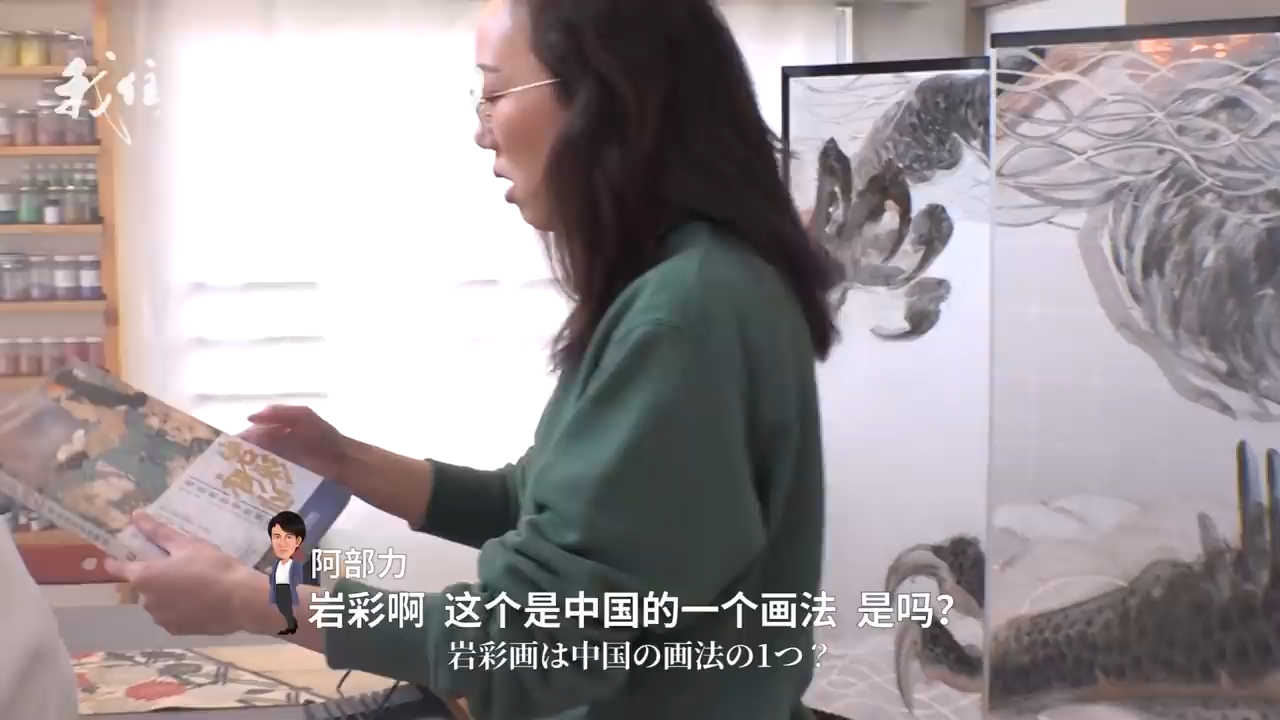 我住
阿部力
岩彩啊 这个是中国的一个画法 是吗？
岩彩画は中国の画法の1つ？